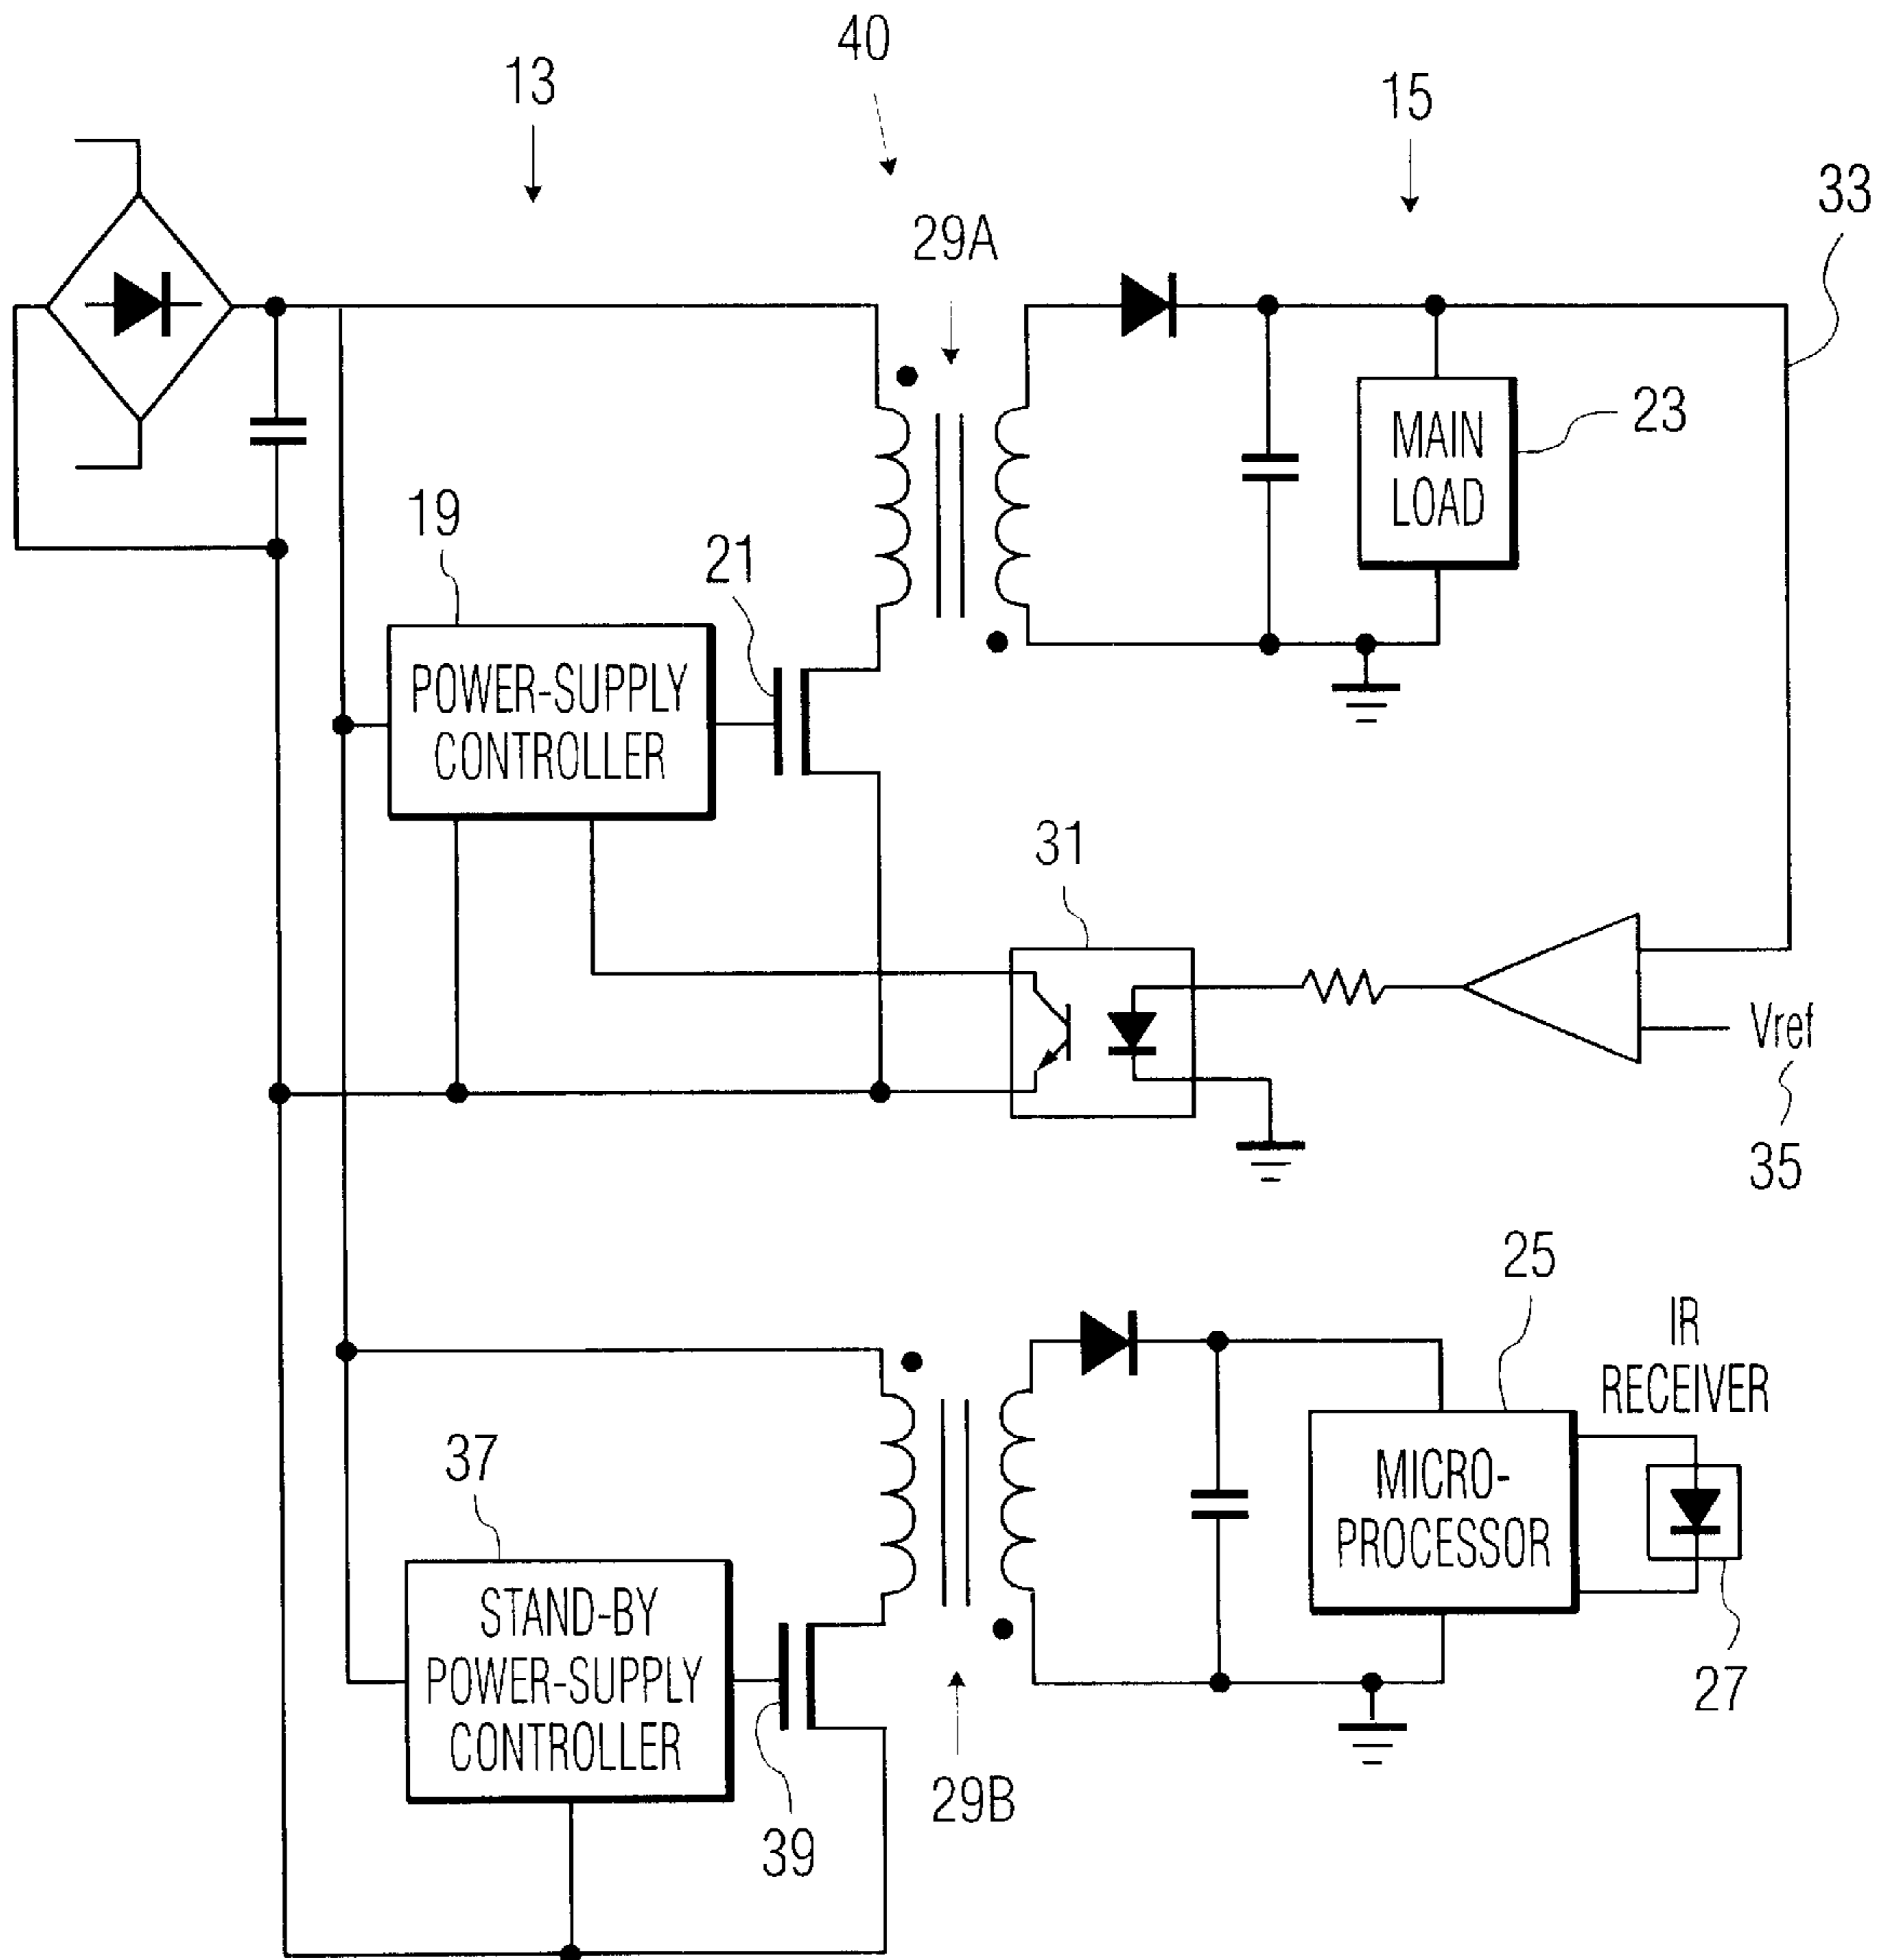 40
13
15
33
29A
MAIN
LOAD
23
19
21
POWER-SUPPLY
CONTROLLER
31
Vref
35
25
IR
RECEIVER
37
MICRO-
PROCESSOR
STAND-BY
POWER-SUPPLY
CONTROLLER
27
29B
39